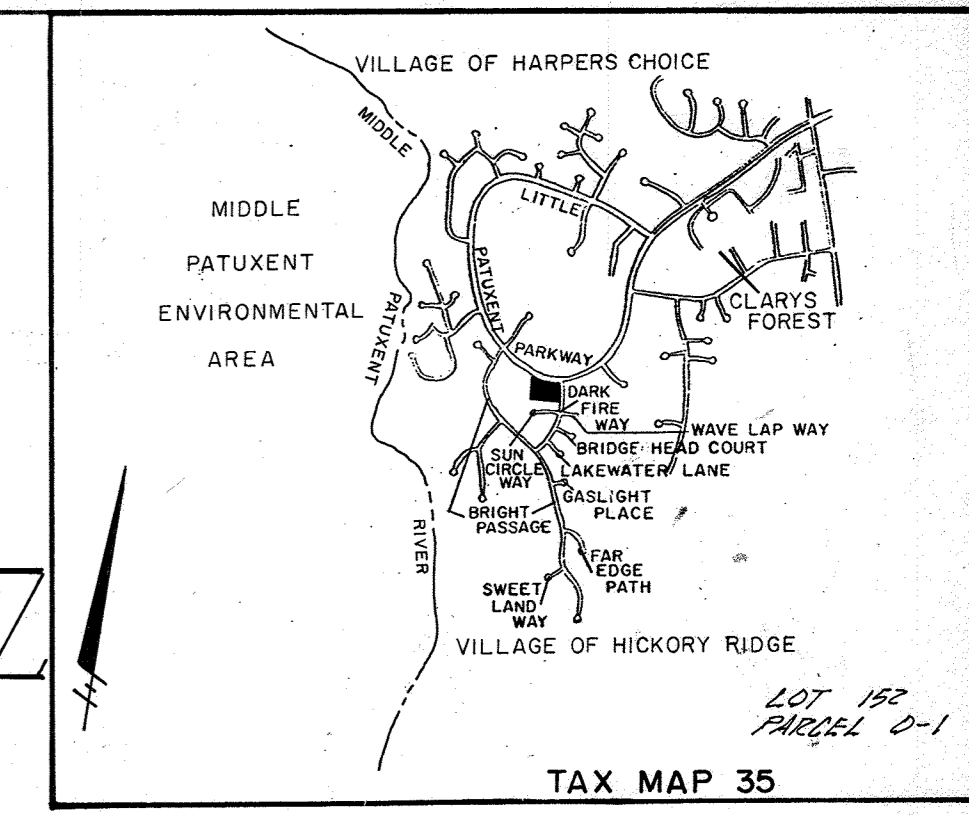 VILLAGE OF HARPERS CHOICE
MIDDLE
LITTLE
MIDDLE
PATUXENT
ENVIRONMENTAL
AREA
PATUXENT
PATUXENT
CLARYS
FOREST
PARKWAY
DARK
FIRE
WAY
WAVE LAP WAY
BRIDGE HEAD COURT
SUN
CIRCLE
WAY
LAKEWATER LANE
GASLIGHT
PLACE
BRIGHT
PASSAGE
RIVER
FAR
EDGE
PATH
SWEET
LAND
WAY
VILLAGE OF HICKORY RIDGE
LOT 152
PARCEL D-1
TAX MAP 35